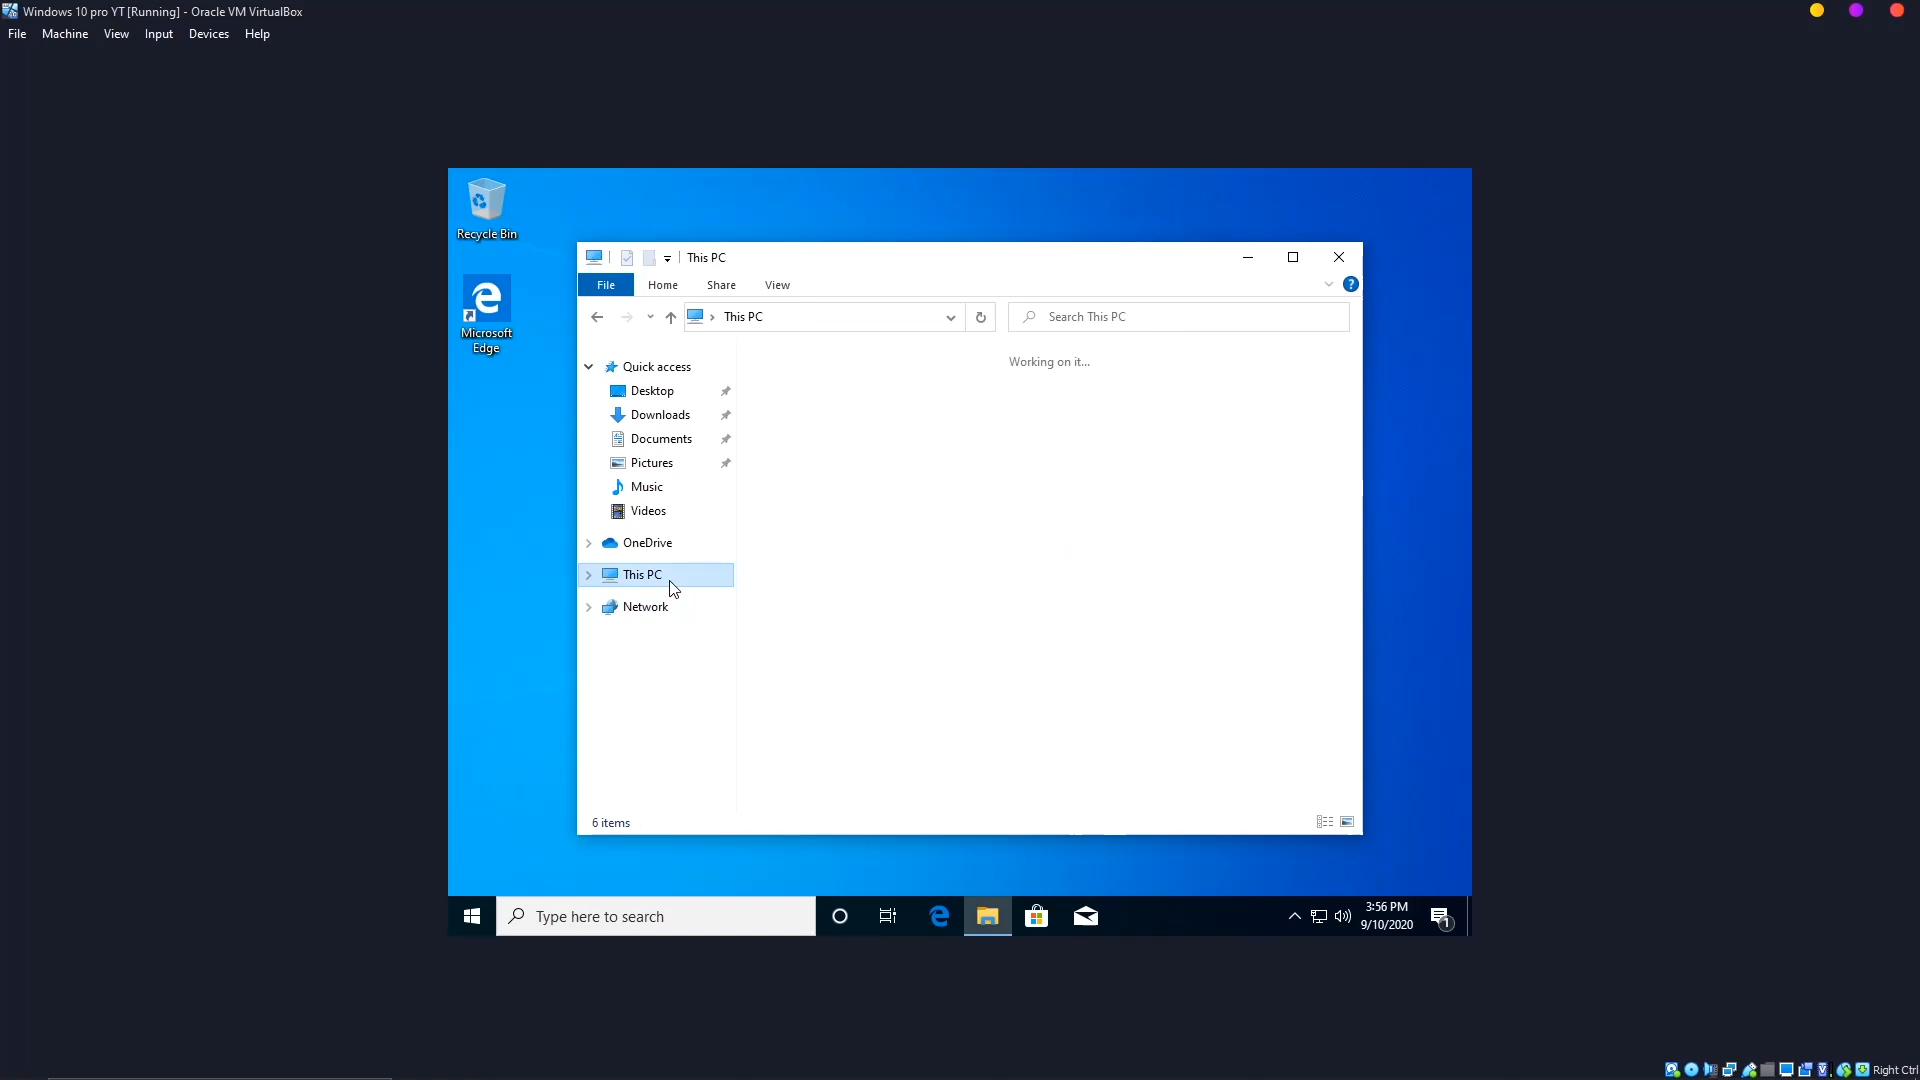 Windows 10 pro YT [Running] - Oracle VM VirtualBox
File Machine View Input Devices Help
Recycle Bin
Microsoft
Edge
This PC
File Home Share View
This PC
Search This PC
Working on it...
Quick access
Desktop
Downloads
Documents
Pictures
Music
Videos
OneDrive
This PC
Network
6 items
Type here to search
3:56 PM
9/10/2020
1
Right Ctrl